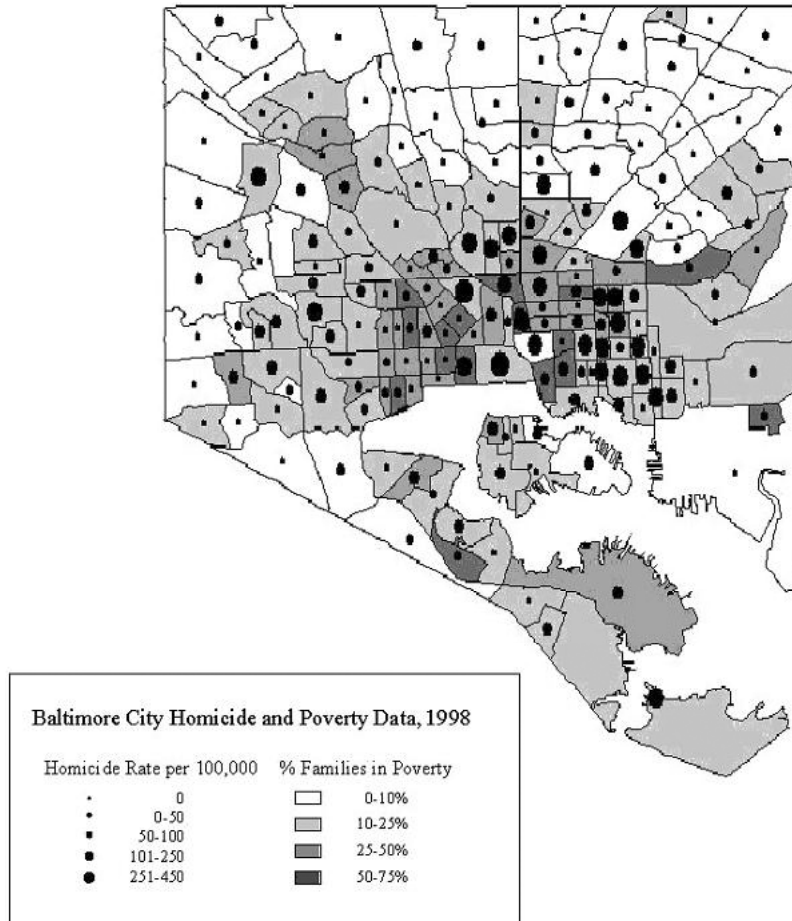 Baltimore City Homicide and Poverty Data, 1998
Homicide Rate per 100,000 % Families in Poverty
0 0-10%
0-50 10-25%
50-100 25-50%
101-250 50-75%
251-450